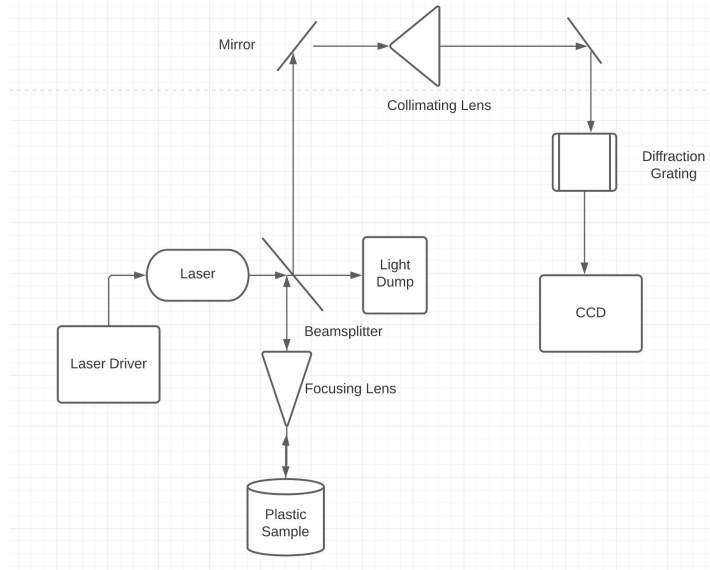 Mirror
Collimating Lens
Diffraction
Grating
Laser
Light
Dump
CCD
Beamsplitter
Laser Driver
Focusing Lens
Plastic
Sample